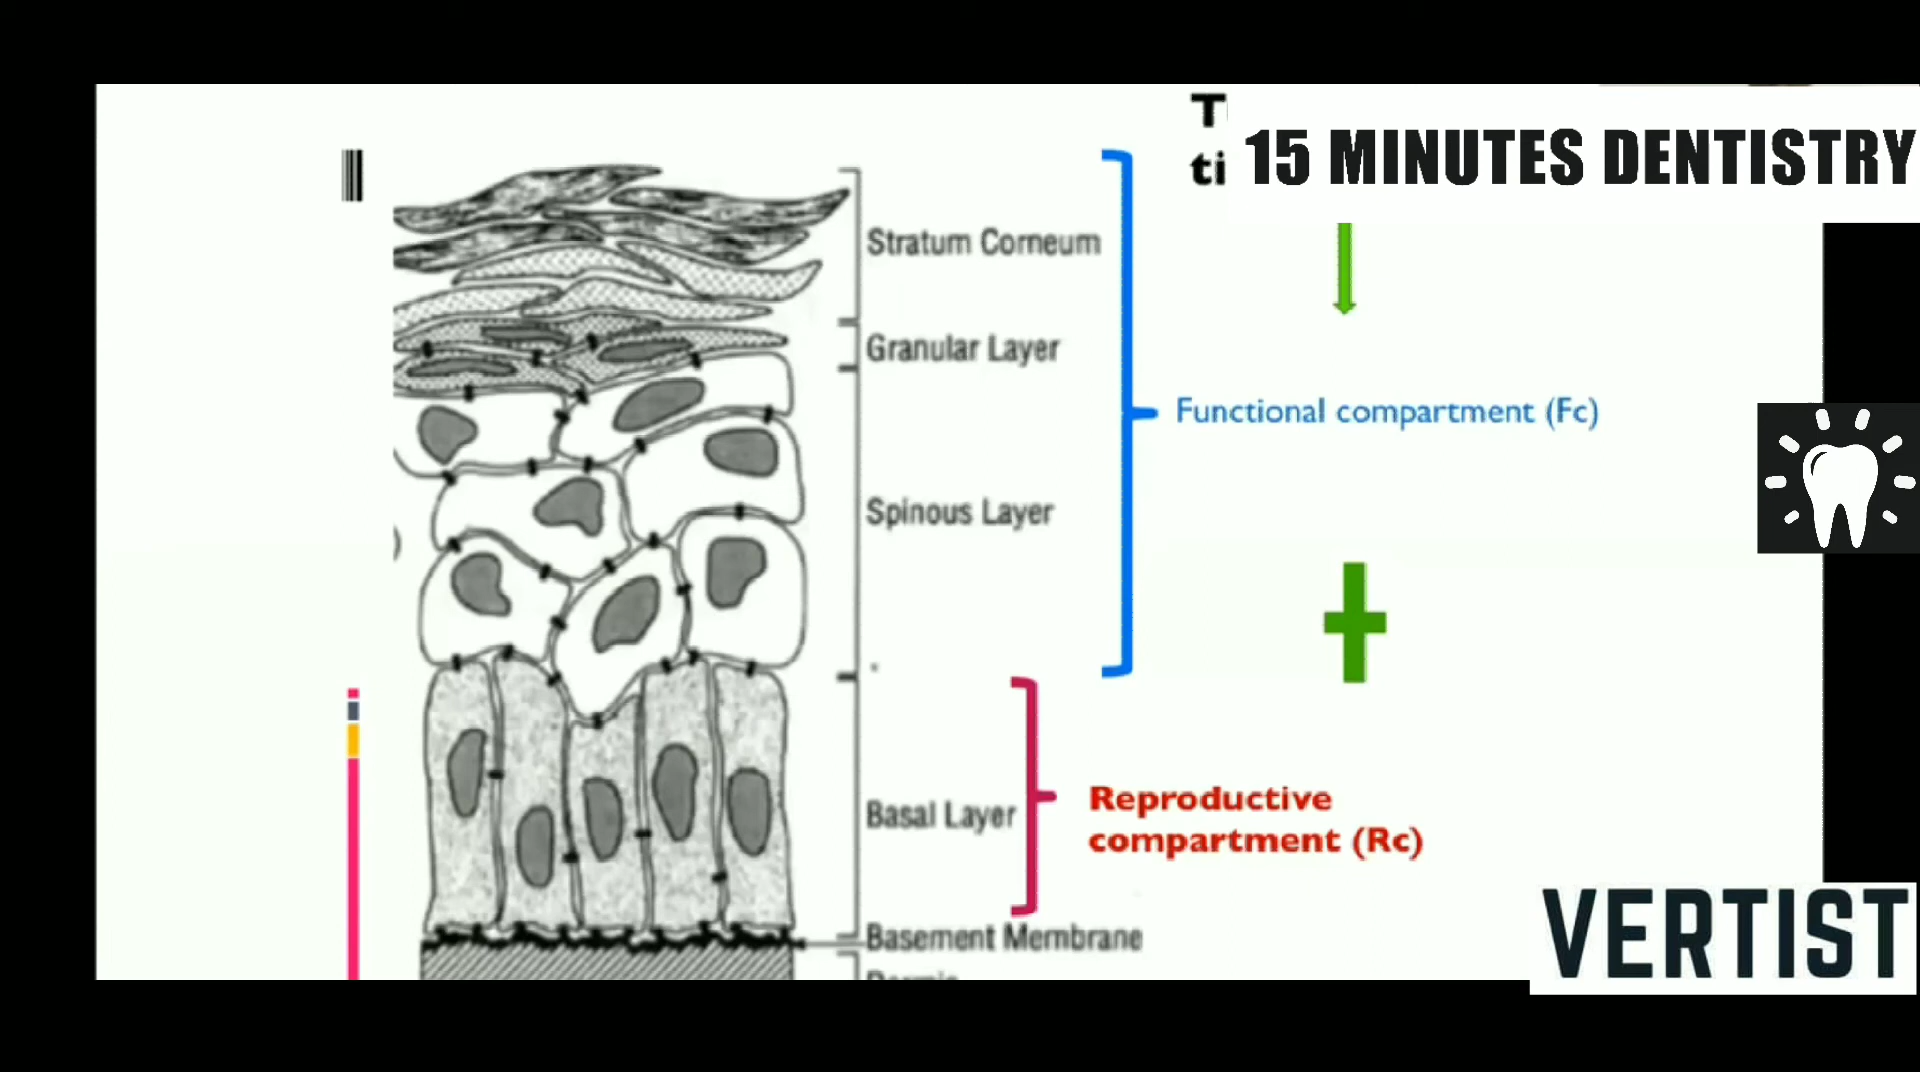 T
ti
15 MINUTES DENTISTRY
Stratum Corneum
Granular Layer
Functional compartment (Fc)
Spinous Layer
Reproductive
compartment (Rc)
Basal Layer
Basement Membrane
VERTIST